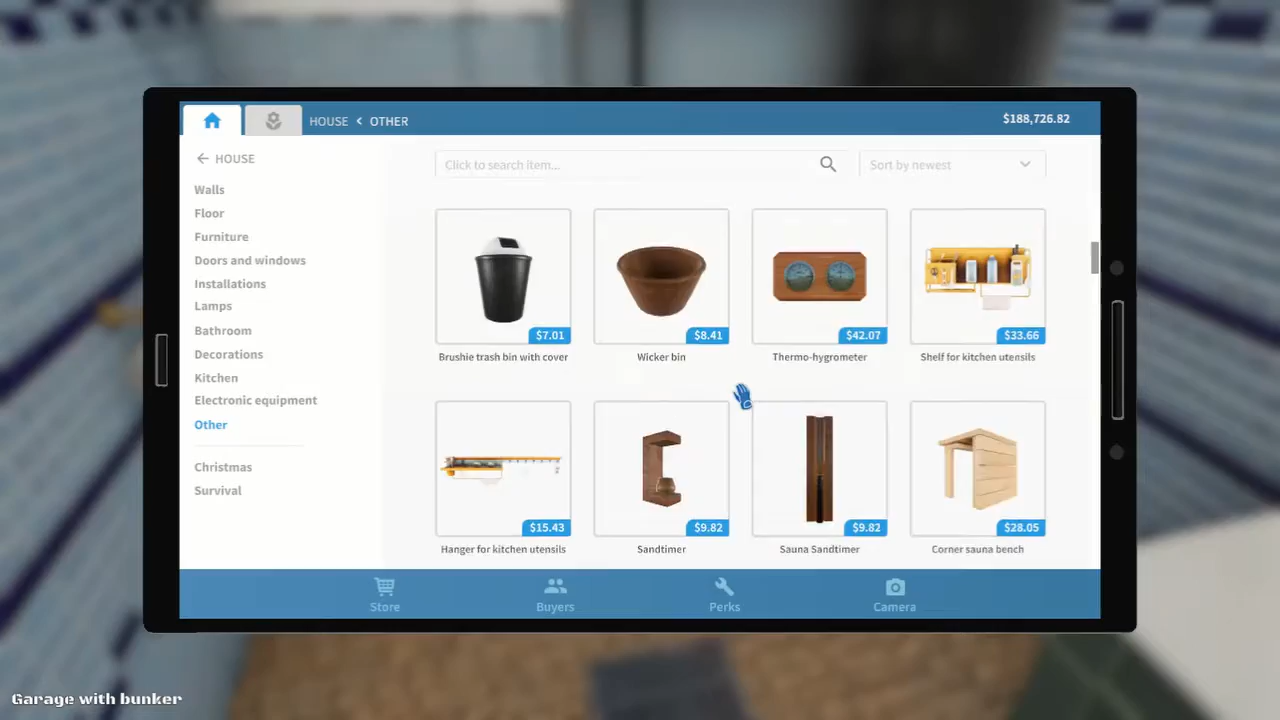 HOUSE < OTHER
$188,726.82
← HOUSE
Walls
Floor
Furniture
Doors and windows
Installations
Lamps
Bathroom
Decorations
Kitchen
Electronic equipment
Other
Christmas
Survival
Click to search item...
Sort by newest
$7.01
$8.41
$42.07
$33.66
Brushie trash bin with cover
Wicker bin
Thermo-hygrometer
Shelf for kitchen utensils
$15.43
$9.82
$9.82
$28.05
Hanger for kitchen utensils
Sandtimer
Sauna Sandtimer
Corner sauna bench
Store
Buyers
Perks
Camera
Garage with bunker